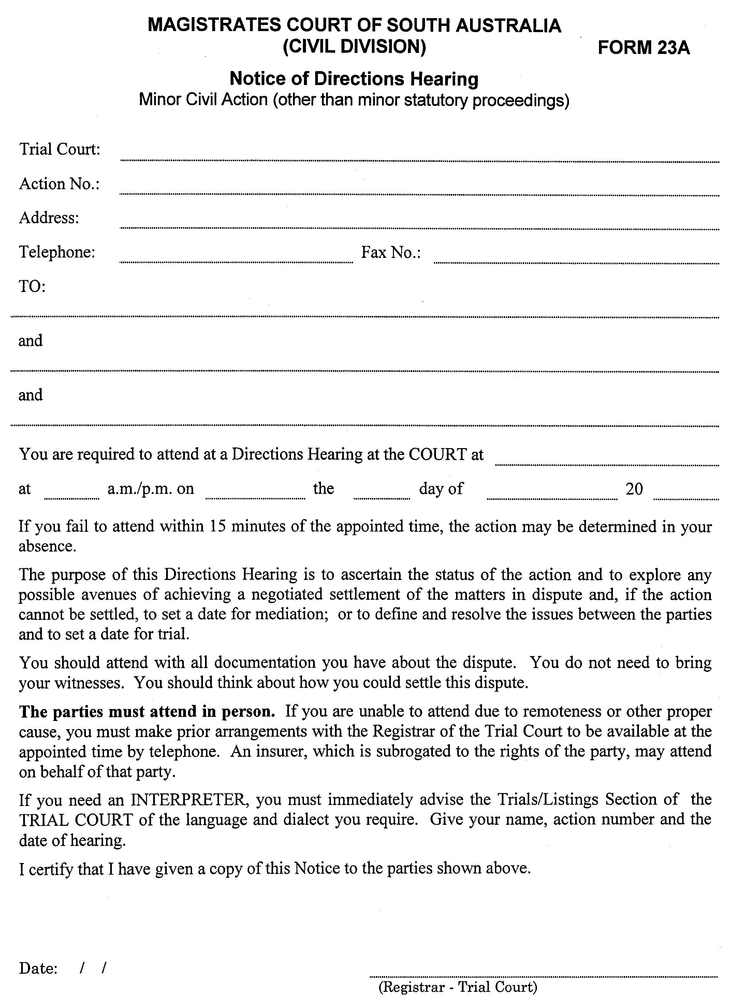 MAGISTRATES COURT OF SOUTH AUSTRALIA
(CIVIL DIVISION) FORM 23A
Notice of Directions Hearing
Minor Civil Action (other than minor statutory proceedings)
Trial Court:
Action No.:
Address:
Telephone: Fax No.:
TO:
and
and
You are required to attend at a Directions Hearing at the COURT at
at a.m./p.m. on the day of 20
If you fail to attend within 15 minutes of the appointed time, the action may be determined in your
absence.
The purpose of this Directions Hearing is to ascertain the status of the action and to explore any
possible avenues of achieving a negotiated settlement of the matters in dispute and, if the action
cannot be settled, to set a date for mediation; or to define and resolve the issues between the parties
and to set a date for trial.
You should attend with all documentation you have about the dispute. You do not need to bring
your witnesses. You should think about how you could settle this dispute.
The parties must attend in person. If you are unable to attend due to remoteness or other proper
cause, you must make prior arrangements with the Registrar of the Trial Court to be available at the
appointed time by telephone. An insurer, which is subrogated to the rights of the party, may attend
on behalf of that party.
If you need an INTERPRETER, you must immediately advise the Trials/Listings Section of the
TRIAL COURT of the language and dialect you require. Give your name, action number and the
date of hearing.
I certify that I have given a copy of this Notice to the parties shown above.
Date: / /
(Registrar - Trial Court)